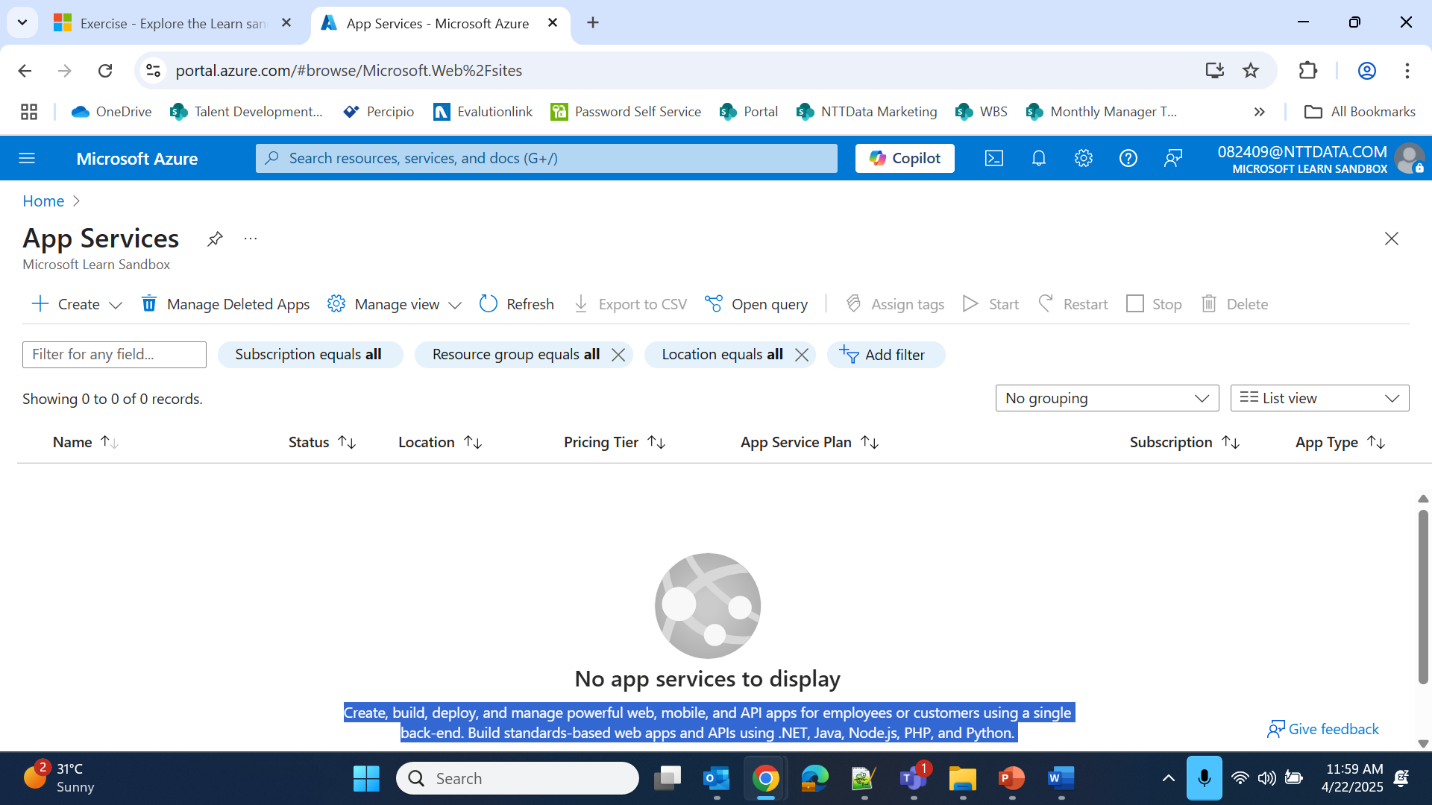 Exercise - Explore the Learn san
App Services - Microsoft Azure
portal.azure.com/#browse/Microsoft.Web%2Fsites
OneDrive
Talent Development...
Percipio
Evalutionlink
Password Self Service
Portal
NTTData Marketing
WBS
Monthly Manager T...
All Bookmarks
Microsoft Azure
Search resources, services, and docs (G+/)
Copilot
082409@NTTDATA.COM
MICROSOFT LEARN SANDBOX
Home
App Services
Microsoft Learn Sandbox
Create
Manage Deleted Apps
Manage view
Refresh
Export to CSV
Open query
Assign tags
Start
Restart
Stop
Delete
Filter for any field...
Subscription equals all
Resource group equals all
Location equals all
Add filter
Showing 0 to 0 of 0 records.
No grouping
List view
Name
Status
Location
Pricing Tier
App Service Plan
Subscription
App Type
No app services to display
Create, build, deploy, and manage powerful web, mobile, and API apps for employees or customers using a single
back-end. Build standards-based web apps and APIs using .NET, Java, Node.js, PHP, and Python.
Give feedback
2
31°C
Sunny
Search
1
11:59 AM
4/22/2025